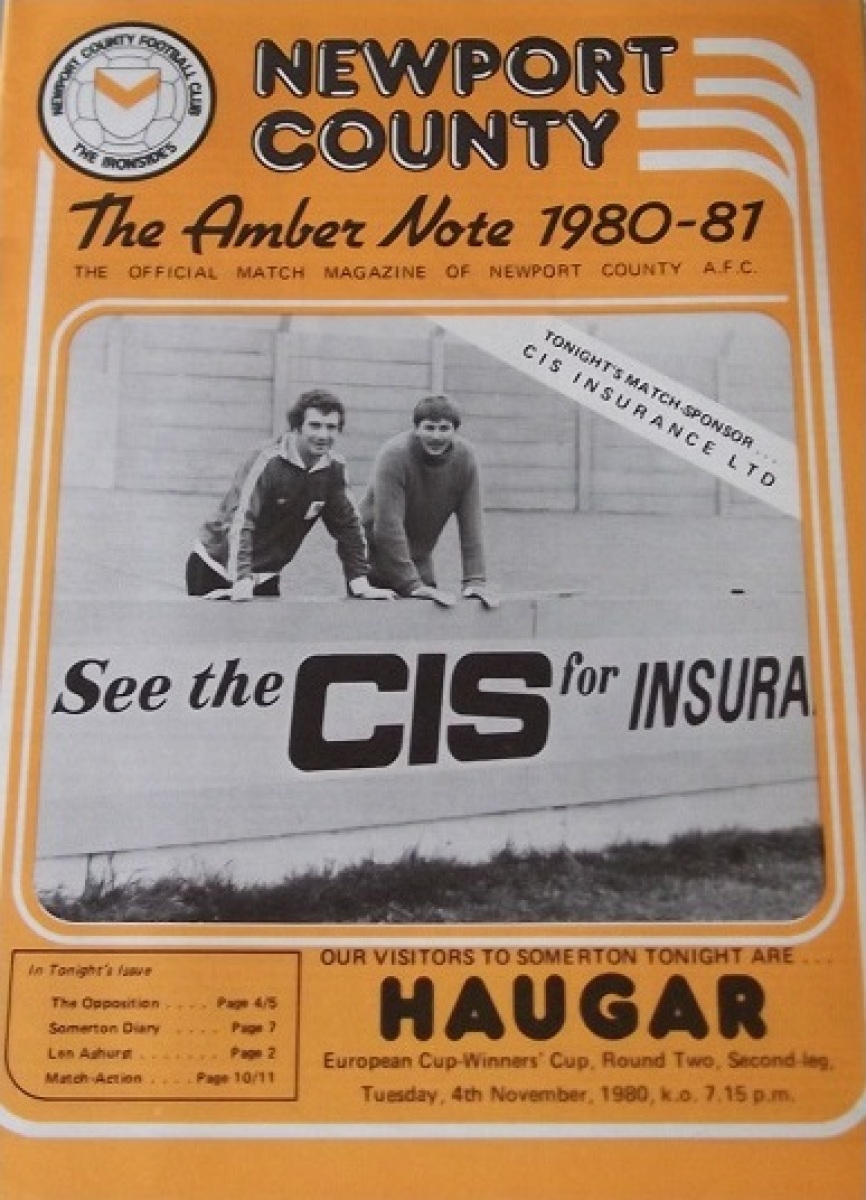 NEWPORT COUNTY FOOTBALL CLUB
THE IRONSIDES
NEWPORT
COUNTY
The Amber Note 1980-81
THE OFFICIAL MATCH MAGAZINE OF NEWPORT COUNTY A.F.C.
TONIGHT'S MATCH-SPONSOR ...
CIS INSURANCE LTD
See the CIS for INSURA
In Tonight's Issue
The Opposition .... Page 4/5
Somerton Diary .... Page 7
Len Ashurst ....... Page 2
Match-Action .... Page 10/11
OUR VISITORS TO SOMERTON TONIGHT ARE ...
HAUGAR
European Cup-Winners' Cup, Round Two, Second-leg,
Tuesday, 4th November, 1980, k.o. 7.15 p.m.